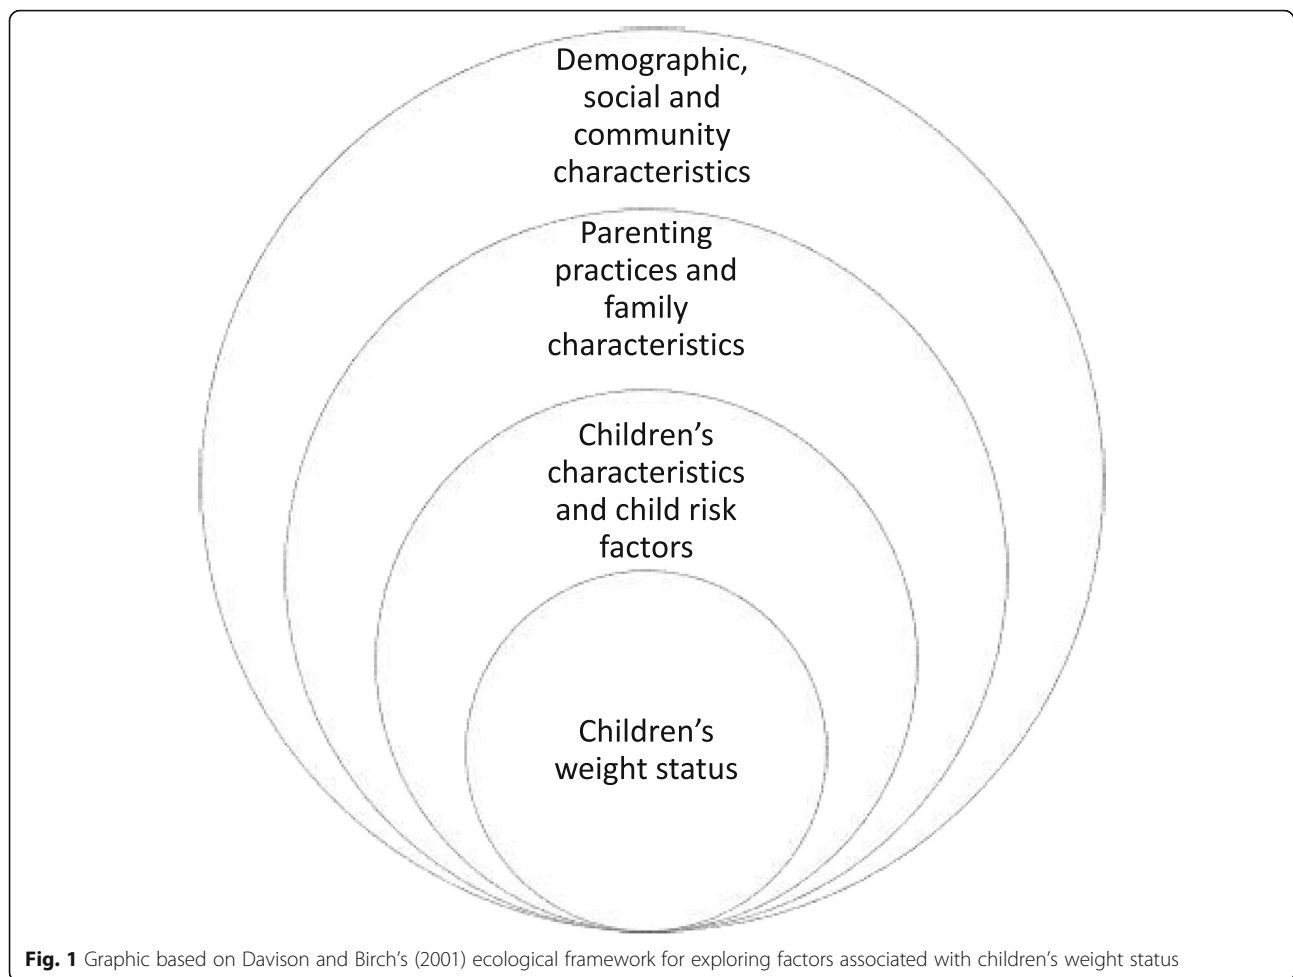 Demographic,
social and
community
characteristics
Parenting
practices and
family
characteristics
Children’s
characteristics
and child risk
factors
Children’s
weight status
Fig. 1 Graphic based on Davison and Birch’s (2001) ecological framework for exploring factors associated with children’s weight status